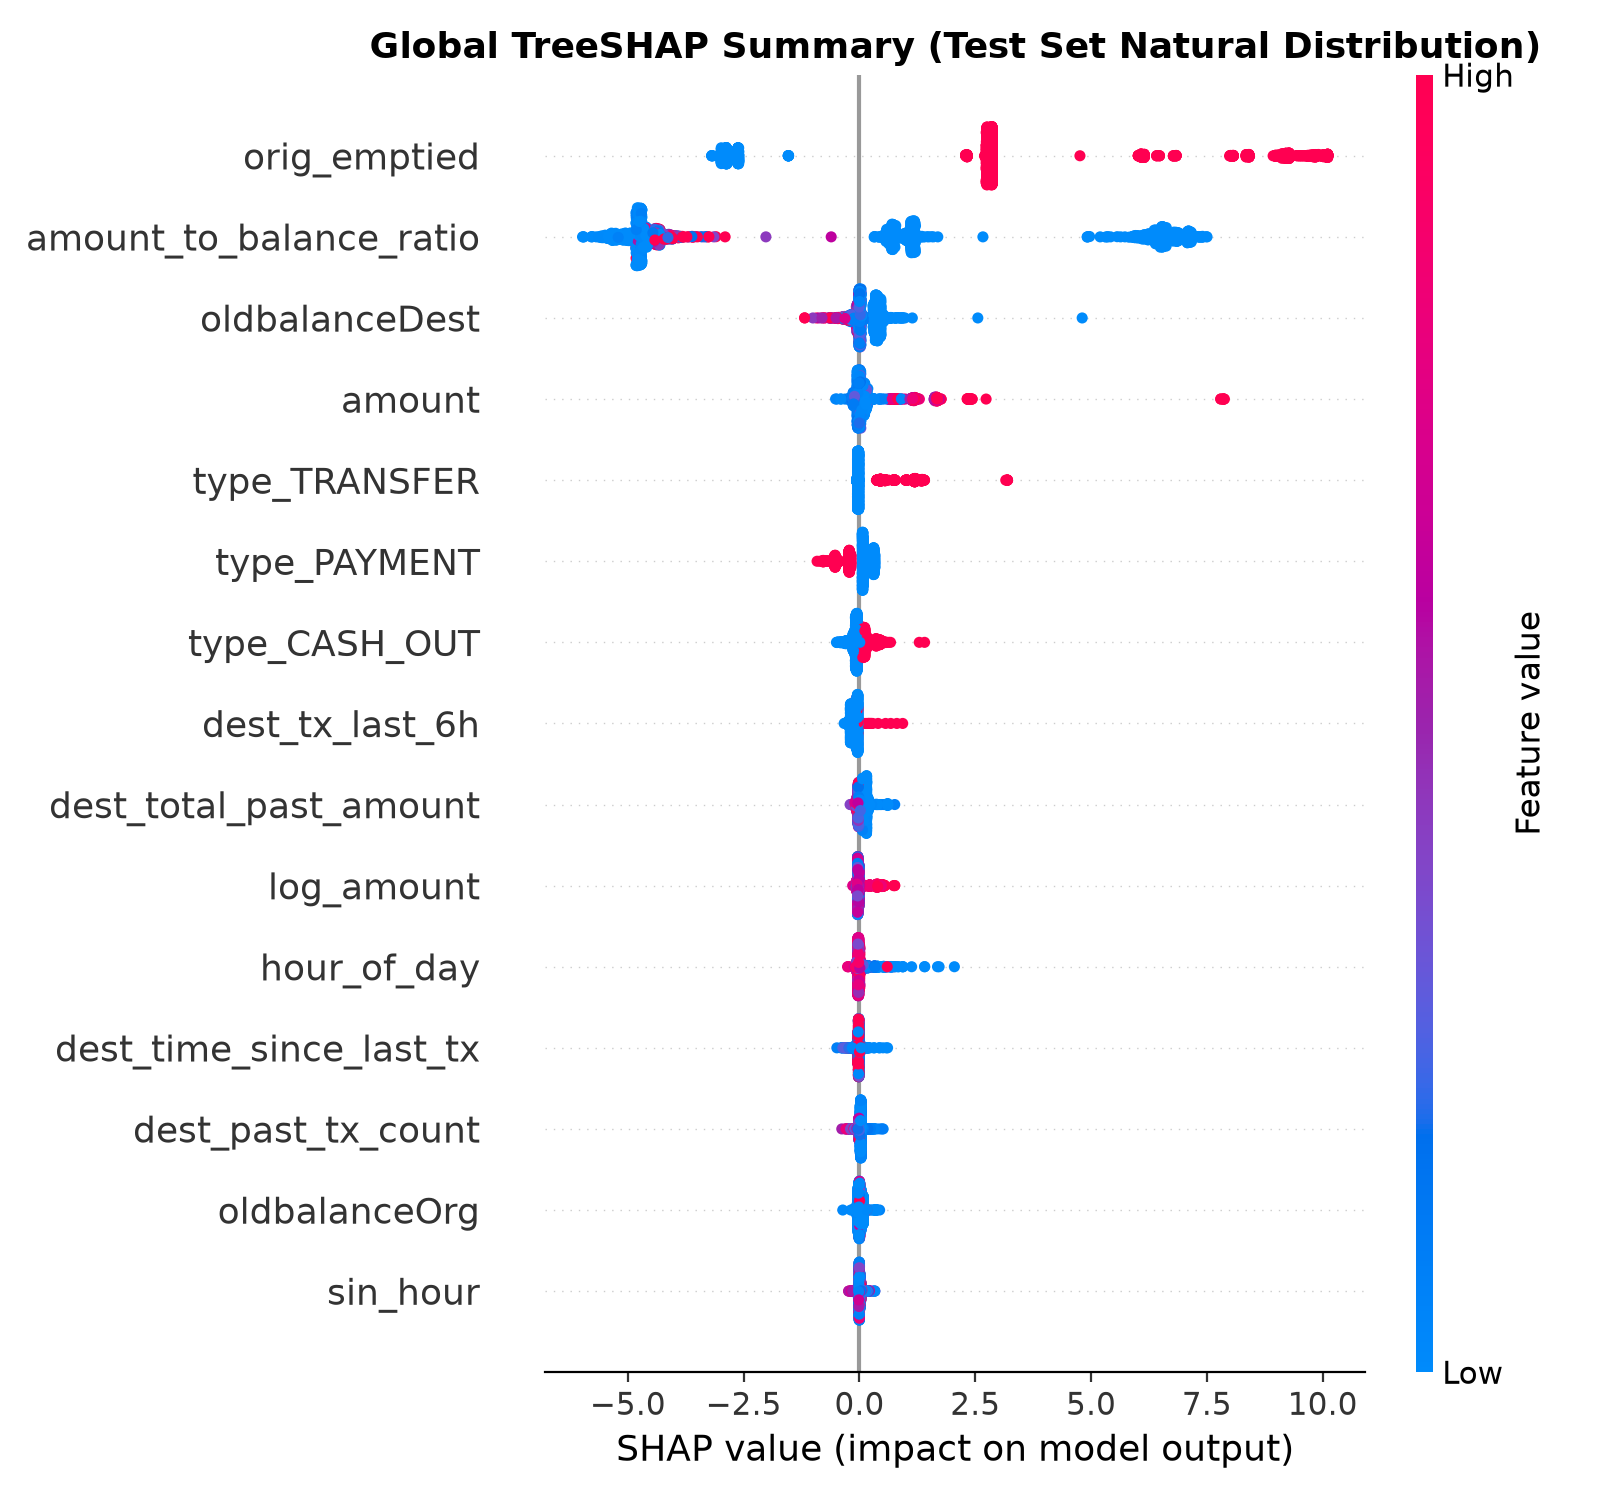 Global TreeSHAP Summary (Test Set Natural Distribution)
High
orig_emptied
amount_to_balance_ratio
oldbalanceDest
amount
type_TRANSFER
type_PAYMENT
type_CASH_OUT
dest_tx_last_6h
dest_total_past_amount
log_amount
hour_of_day
dest_time_since_last_tx
dest_past_tx_count
oldbalanceOrg
sin_hour
Feature value
Low
−5.0 −2.5 0.0 2.5 5.0 7.5 10.0
SHAP value (impact on model output)